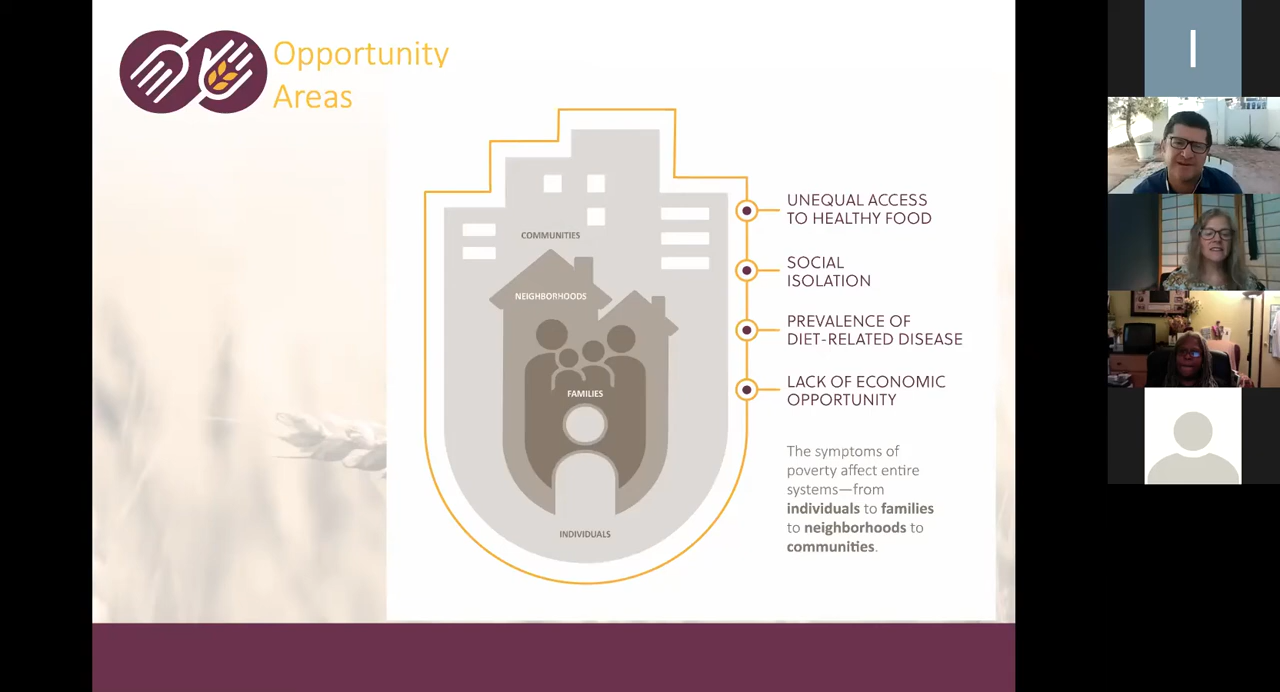 Opportunity
Areas
COMMUNITIES
NEIGHBORHOODS
FAMILIES
INDIVIDUALS
UNEQUAL ACCESS
TO HEALTHY FOOD
SOCIAL
ISOLATION
PREVALENCE OF
DIET-RELATED DISEASE
LACK OF ECONOMIC
OPPORTUNITY
The symptoms of
poverty affect entire
systems—from
individuals to families
to neighborhoods to
communities.
I